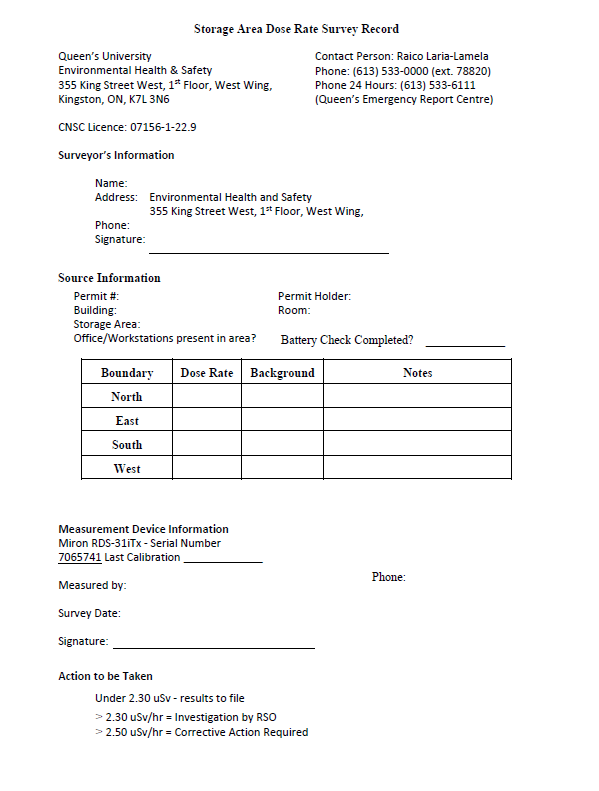 Storage Area Dose Rate Survey Record
Queen's University
Environmental Health & Safety
355 King Street West, 1st Floor, West Wing,
Kingston, ON, K7L 3N6
Contact Person: Raico Laria-Lamela
Phone: (613) 533-0000 (ext. 78820)
Phone 24 Hours: (613) 533-6111
(Queen's Emergency Report Centre)
CNSC Licence: 07156-1-22.9
Surveyor's Information
Name:
Address: Environmental Health and Safety
355 King Street West, 1st Floor, West Wing,
Phone:
Signature:
Source Information
Permit #: Permit Holder:
Building: Room:
Storage Area:
Office/Workstations present in area? Battery Check Completed?
Boundary Dose Rate Background Notes
North
East
South
West
Measurement Device Information
Miron RDS-31iTx - Serial Number
7065741 Last Calibration
Phone:
Measured by:
Survey Date:
Signature:
Action to be Taken
Under 2.30 uSv - results to file
> 2.30 uSv/hr = Investigation by RSO
> 2.50 uSv/hr = Corrective Action Required